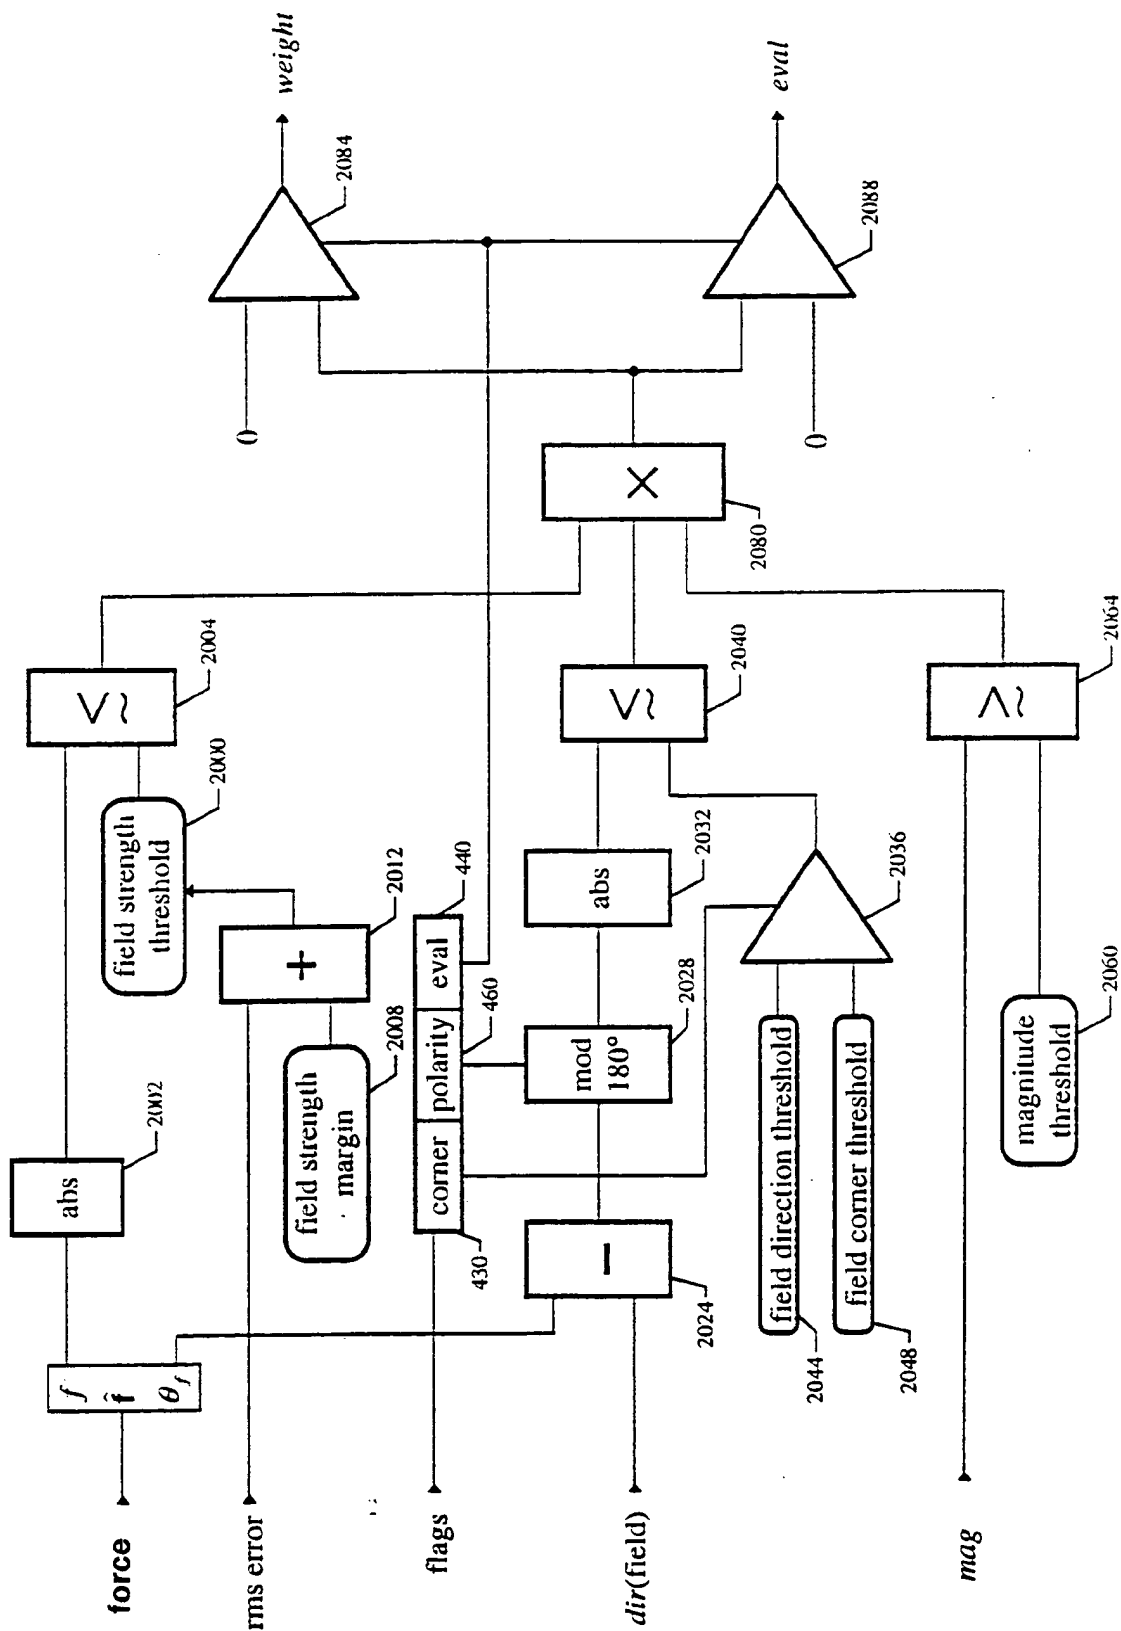 force
rms error
flags
dir(field)
mag
f
f̂
θf
abs
2002
field strength
threshold
2000
≲
2004
field strength
margin
2008
+
2012
corner
polarity
eval
430
460
440
−
2024
mod
180°
2028
abs
2032
field direction threshold
2044
field corner threshold
2048
2036
≲
2040
magnitude
threshold
2060
≳
2064
×
2080
0
2084
weight
0
2088
eval